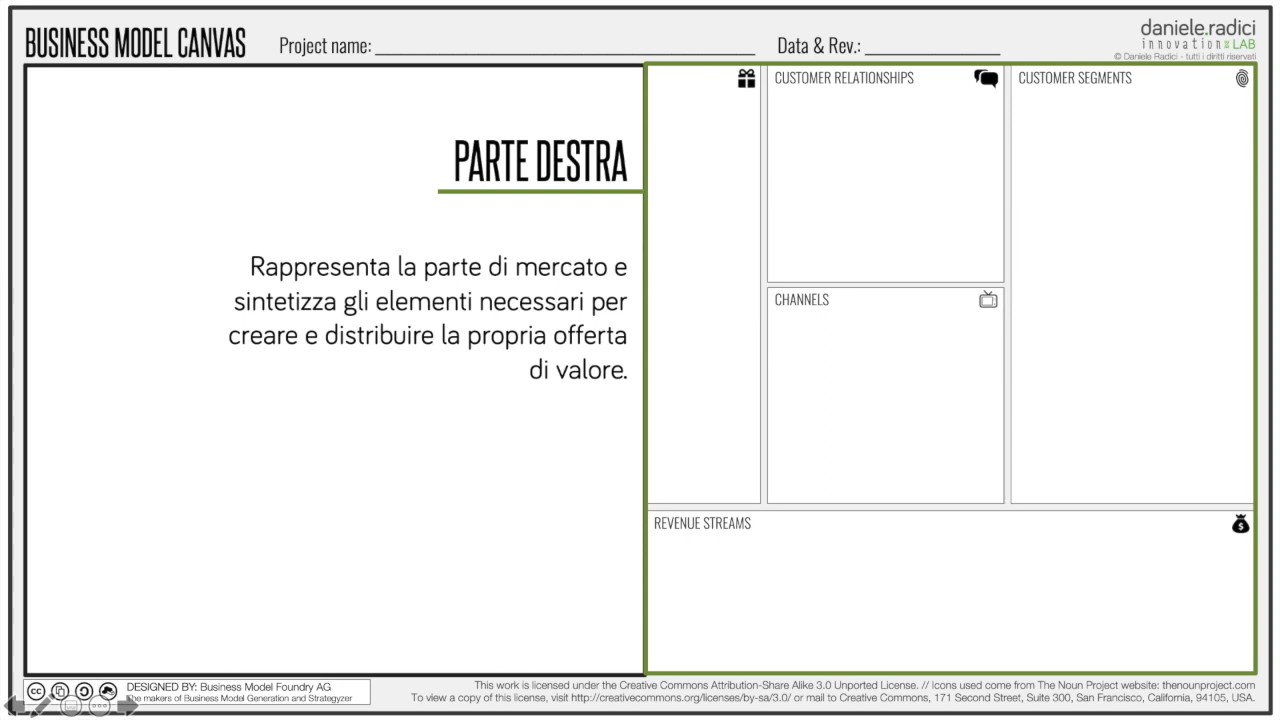 BUSINESS MODEL CANVAS
Project name: ______________________________
Data & Rev.: ______________
daniele.radici
innovation LAB
© Daniele Radici - tutti i diritti riservati
PARTE DESTRA
Rappresenta la parte di mercato e
sintetizza gli elementi necessari per
creare e distribuire la propria offerta
di valore.
CUSTOMER RELATIONSHIPS
CUSTOMER SEGMENTS
CHANNELS
REVENUE STREAMS
$
cc
DESIGNED BY: Business Model Foundry AG
The makers of Business Model Generation and Strategyzer
This work is licensed under the Creative Commons Attribution-Share Alike 3.0 Unported License. // Icons used come from The Noun Project website: thenounproject.com
To view a copy of this license, visit http://creativecommons.org/licenses/by-sa/3.0/ or mail to Creative Commons, 171 Second Street, Suite 300, San Francisco, California, 94105, USA.